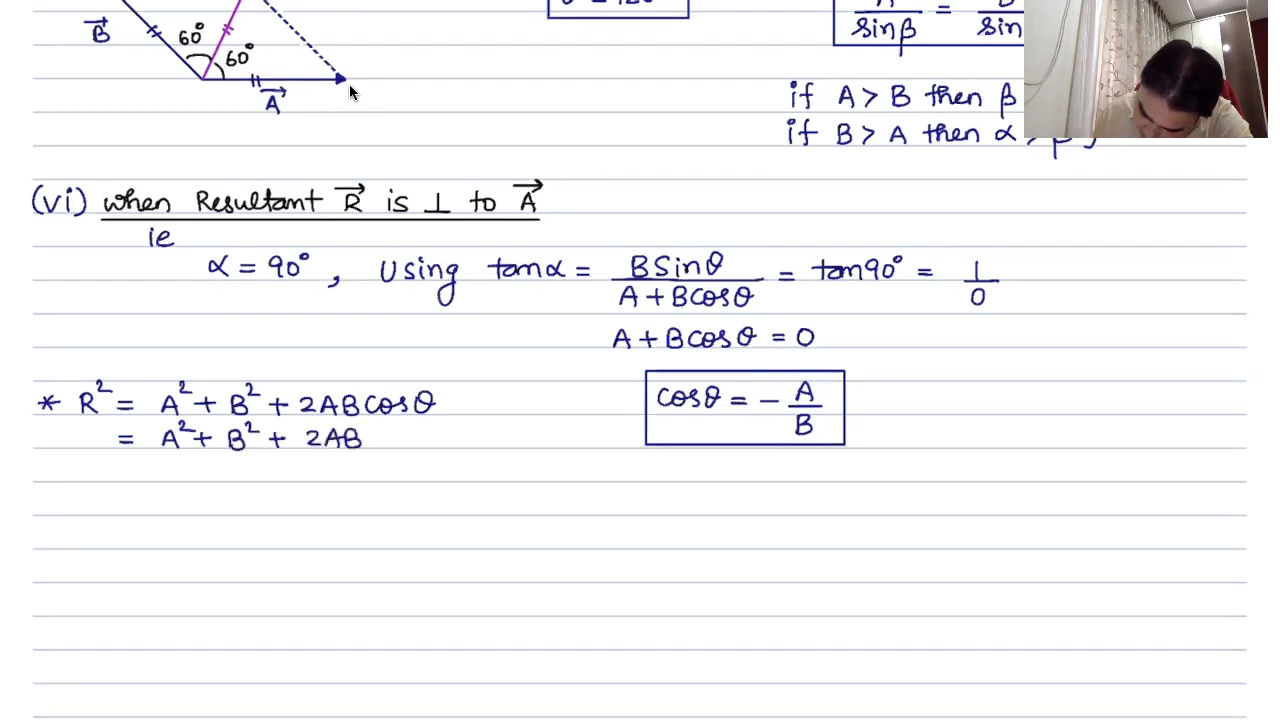 B⃗ 60° 60°
A⃗
A/sinβ = /sin
if A > B then β
if B > A then α > β
(vi) when Resultant R⃗ is ⊥ to A⃗
ie
α = 90° , Using tanα = BSinθ/(A + Bcosθ) = tan90° = 1/0
A + Bcosθ = 0
cosθ = - A/B
* R² = A² + B² + 2ABcosθ
= A² + B² + 2AB